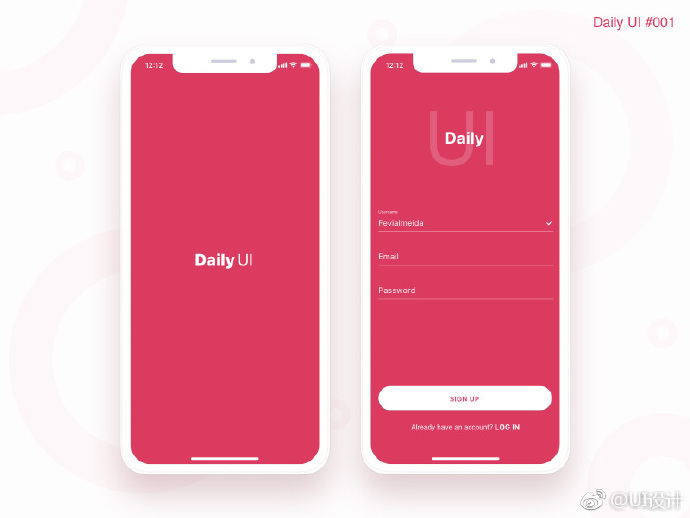 Daily UI #001
12:12
Daily UI
12:12
UI
Daily
Username
Fevilalmeida
Email
Password
SIGN UP
Already have an account? LOG IN
@UI设计